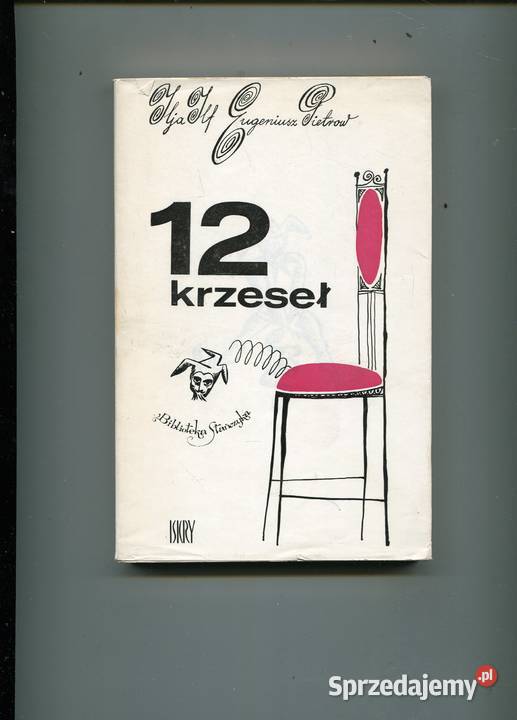 Ilja Ilf Eugeniusz Pietrow
12
krzeseł
Biblioteka Stańczyka
ISKRY
Sprzedajemy.pl